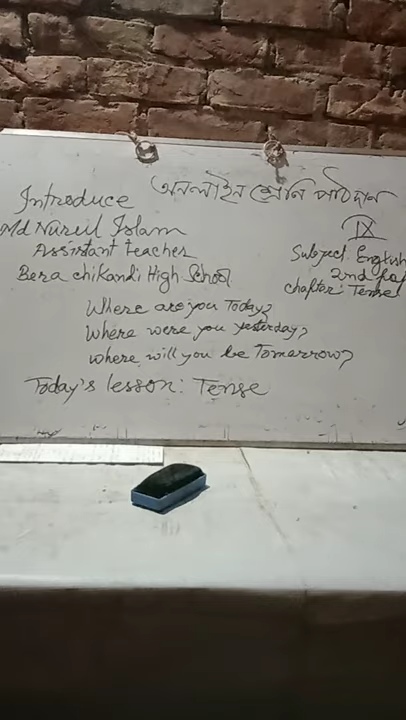 অনলাইন শ্রেণি পাঠদান
Introduce
Md Nurul Islam
Assistant teacher
Bera chikandi High School
IX
Subject: English
2nd Pap
chapter: Tense
Where are you Today?
Where were you yesterday?
where will you be Tomorrow?
Today's lesson: Tense